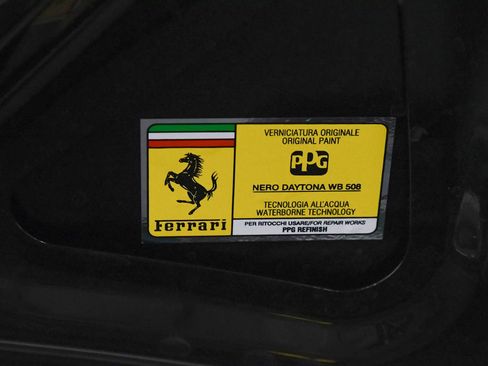 VERNICIATURA ORIGINALE
ORIGINAL PAINT
PPG
NERO DAYTONA WB 508
TECNOLOGIA ALL'ACQUA
WATERBORNE TECHNOLOGY
Ferrari
PER RITOCCHI USARE/FOR REPAIR WORKS
PPG REFINISH